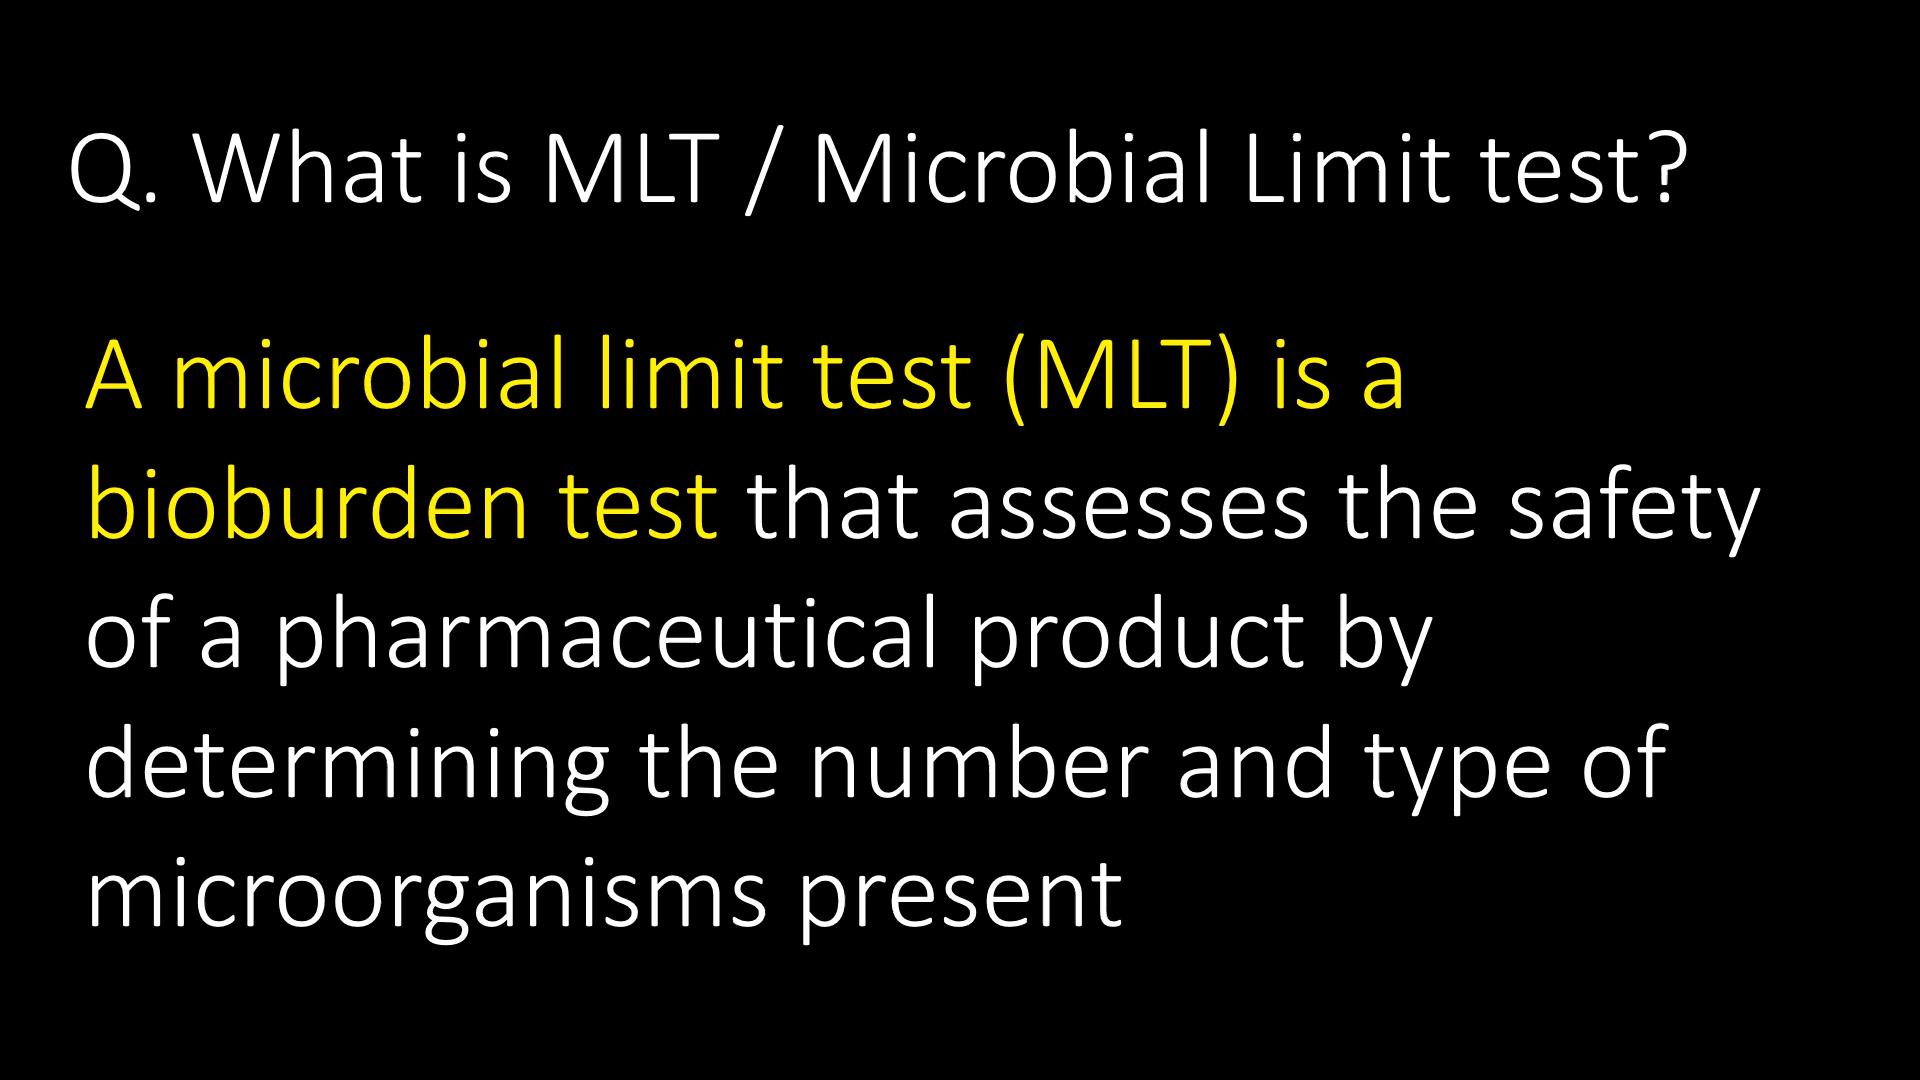 Q. What is MLT / Microbial Limit test?
A microbial limit test (MLT) is a
bioburden test that assesses the safety
of a pharmaceutical product by
determining the number and type of
microorganisms present